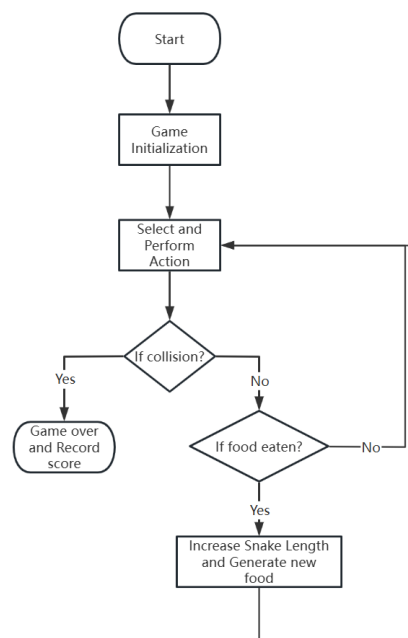 Start
Game
Initialization
Select and
Perform
Action
If collision?
Yes
No
Game over
and Record
score
If food eaten?
No
Yes
Increase Snake Length
and Generate new
food